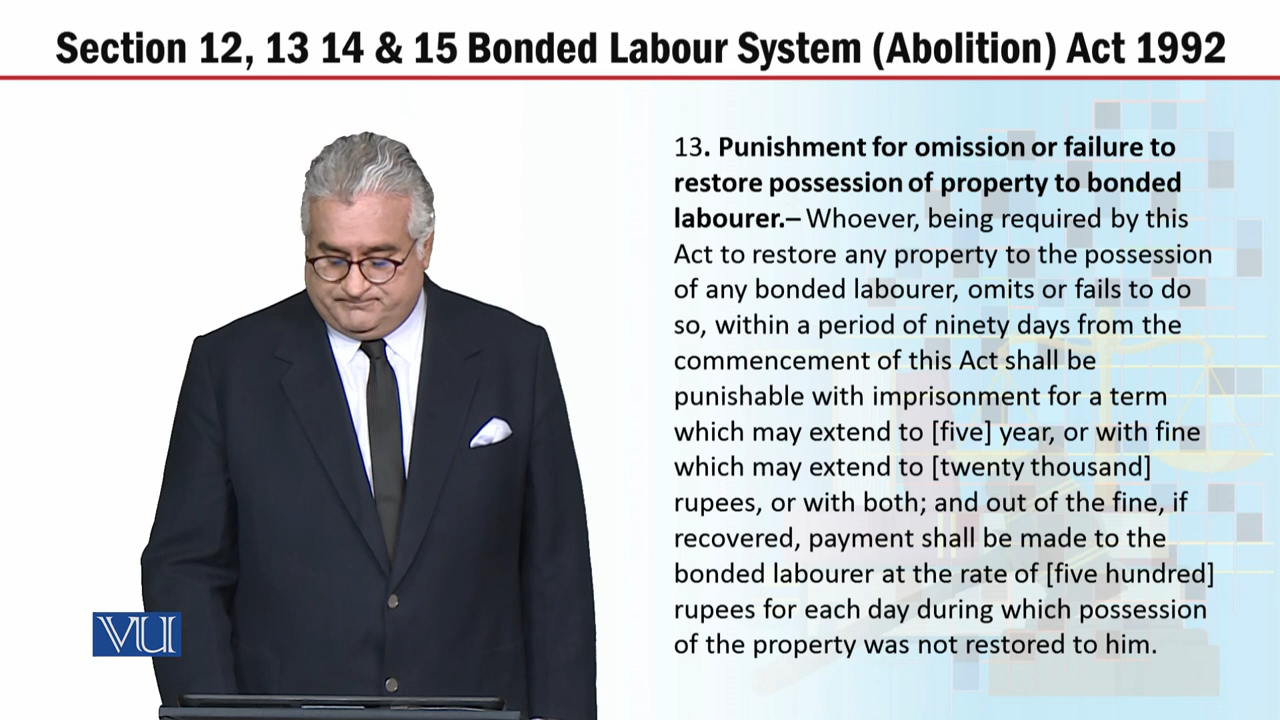 Section 12, 13 14 & 15 Bonded Labour System (Abolition) Act 1992
13. Punishment for omission or failure to
restore possession of property to bonded
labourer.– Whoever, being required by this
Act to restore any property to the possession
of any bonded labourer, omits or fails to do
so, within a period of ninety days from the
commencement of this Act shall be
punishable with imprisonment for a term
which may extend to [five] year, or with fine
which may extend to [twenty thousand]
rupees, or with both; and out of the fine, if
recovered, payment shall be made to the
bonded labourer at the rate of [five hundred]
rupees for each day during which possession
of the property was not restored to him.
VU